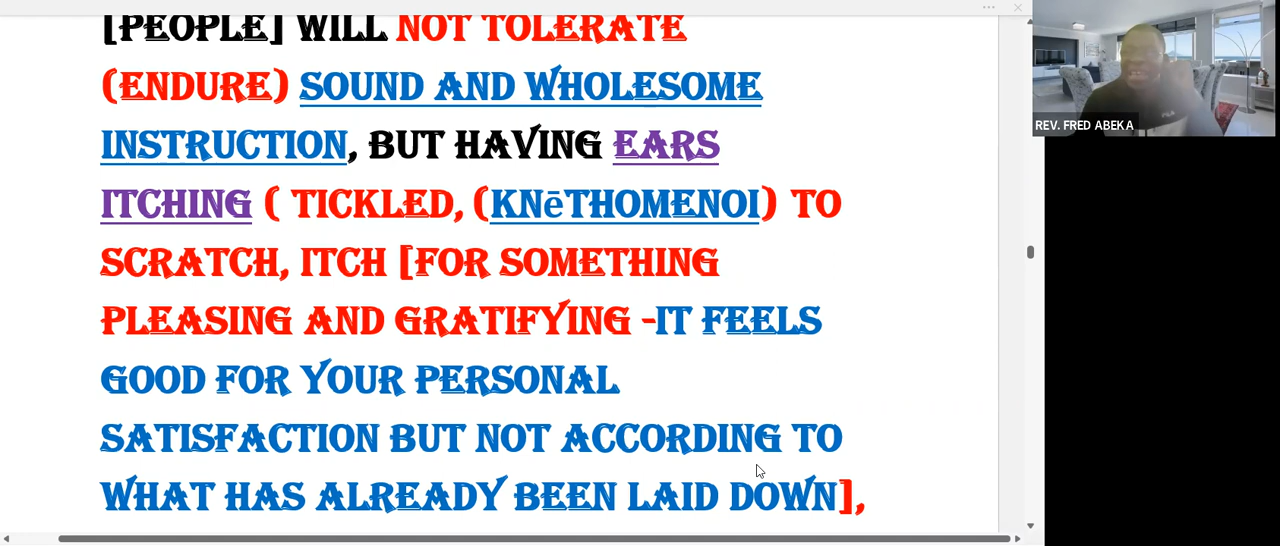 [PEOPLE] WILL NOT TOLERATE
(ENDURE) SOUND AND WHOLESOME
INSTRUCTION, BUT HAVING EARS
ITCHING ( TICKLED, (KNēTHOMENOI) TO
SCRATCH, ITCH [FOR SOMETHING
PLEASING AND GRATIFYING -IT FEELS
GOOD FOR YOUR PERSONAL
SATISFACTION BUT NOT ACCORDING TO
WHAT HAS ALREADY BEEN LAID DOWN],
REV. FRED ABEKA